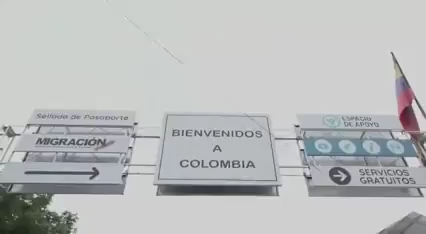 Sellado de Pasaporte
MIGRACIÓN
BIENVENIDOS
A
COLOMBIA
ESPACIO
DE APOYO
SERVICIOS
GRATUITOS